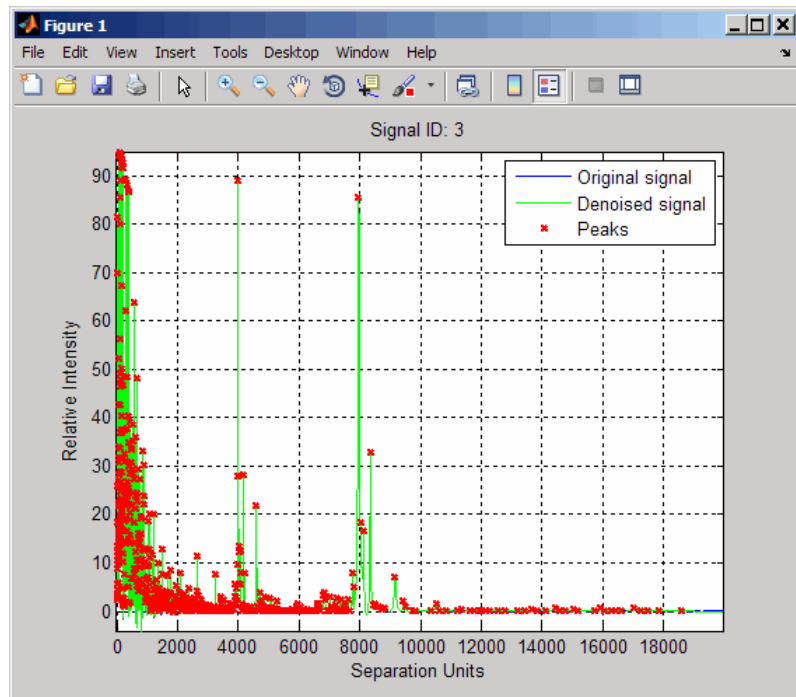 Figure 1
File Edit View Insert Tools Desktop Window Help
Signal ID: 3
Original signal
Denoised signal
Peaks
Relative Intensity
90
80
70
60
50
40
30
20
10
0
0 2000 4000 6000 8000 10000 12000 14000 16000 18000
Separation Units